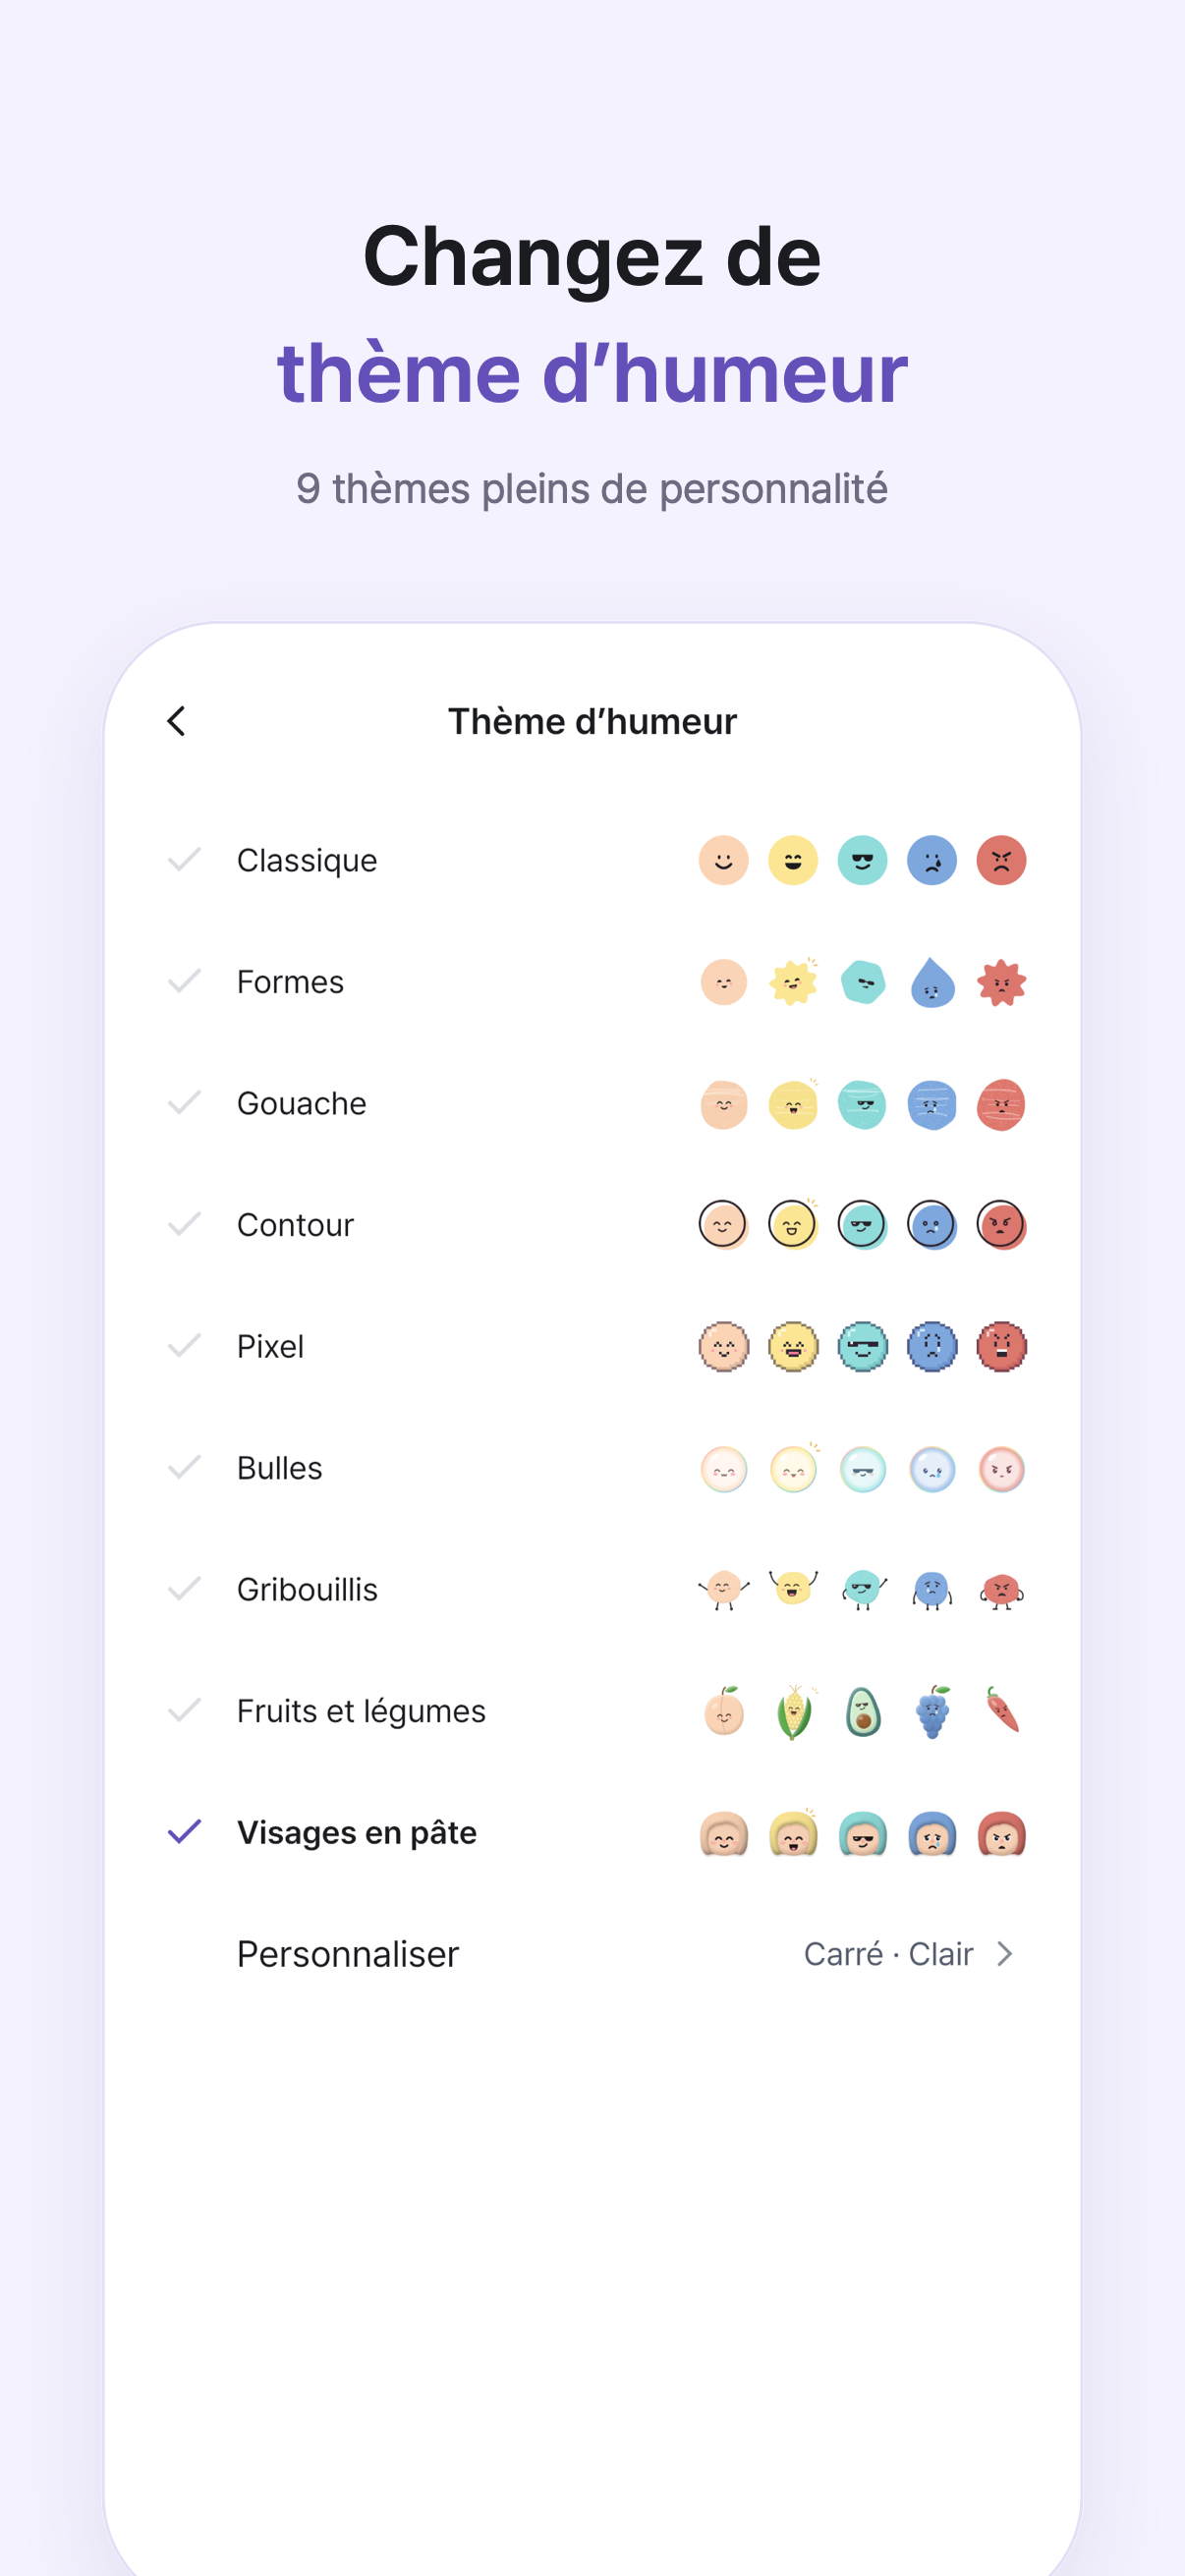 Changez de
thème d’humeur
9 thèmes pleins de personnalité
Thème d’humeur
Classique
Formes
Gouache
Contour
Pixel
Bulles
Gribouillis
Fruits et légumes
Visages en pâte
Personnaliser Carré · Clair